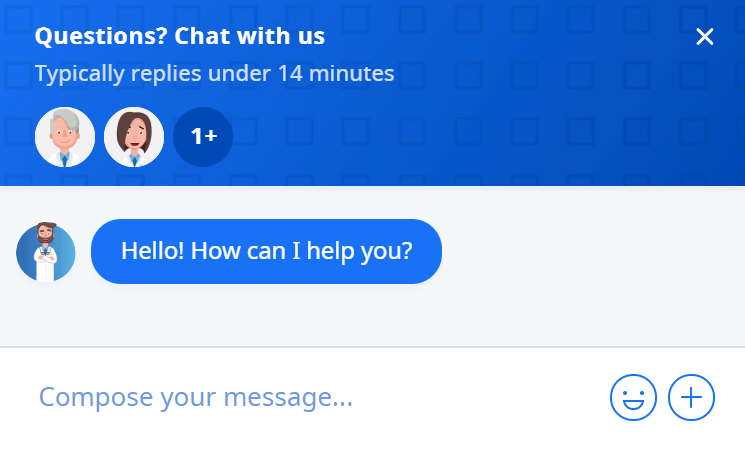 Questions? Chat with us
Typically replies under 14 minutes
1+
Hello! How can I help you?
Compose your message...